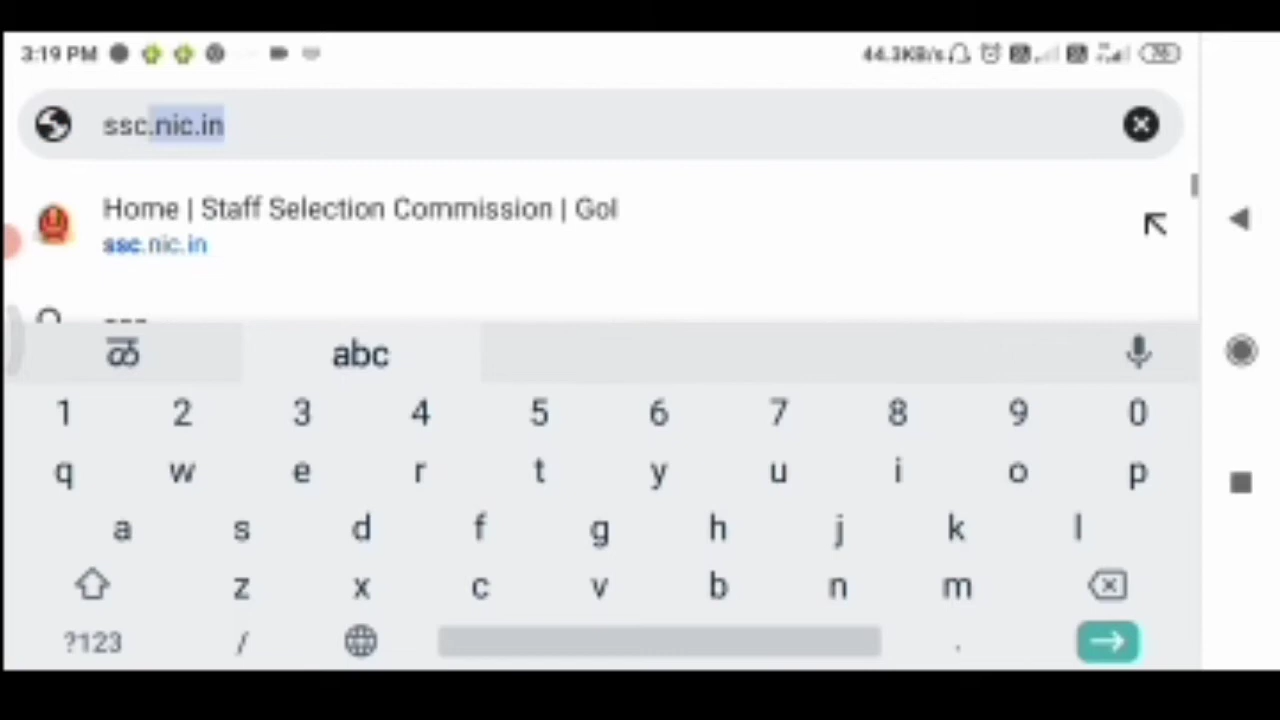 3:19 PM 44.3KB/s 76
ssc.nic.in
Home | Staff Selection Commission | GoI
ssc.nic.in
abc
1 2 3 4 5 6 7 8 9 0
q w e r t y u i o p
a s d f g h j k l
z x c v b n m
?123 / .